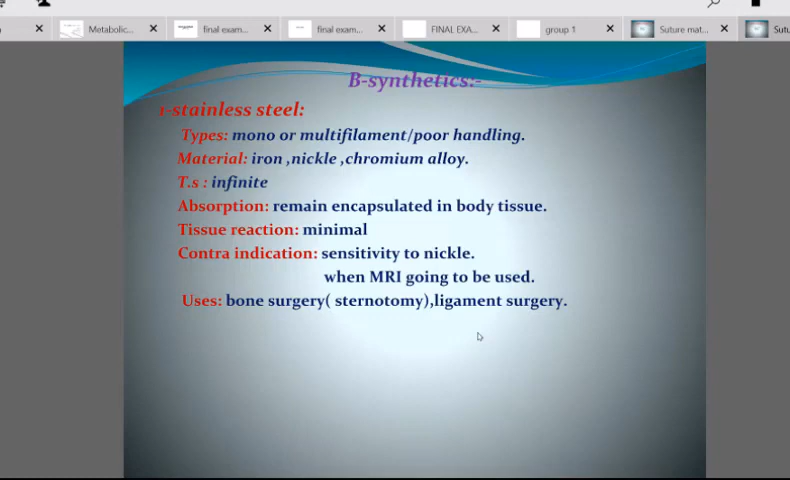 Metabolic...
final exam...
final exam...
FINAL EXA...
group 1
Suture mat...
B-synthetics:-
1-stainless steel:
Types: mono or multifilament/poor handling.
Material: iron ,nickle ,chromium alloy.
T.s : infinite
Absorption: remain encapsulated in body tissue.
Tissue reaction: minimal
Contra indication: sensitivity to nickle.
when MRI going to be used.
Uses: bone surgery( sternotomy),ligament surgery.